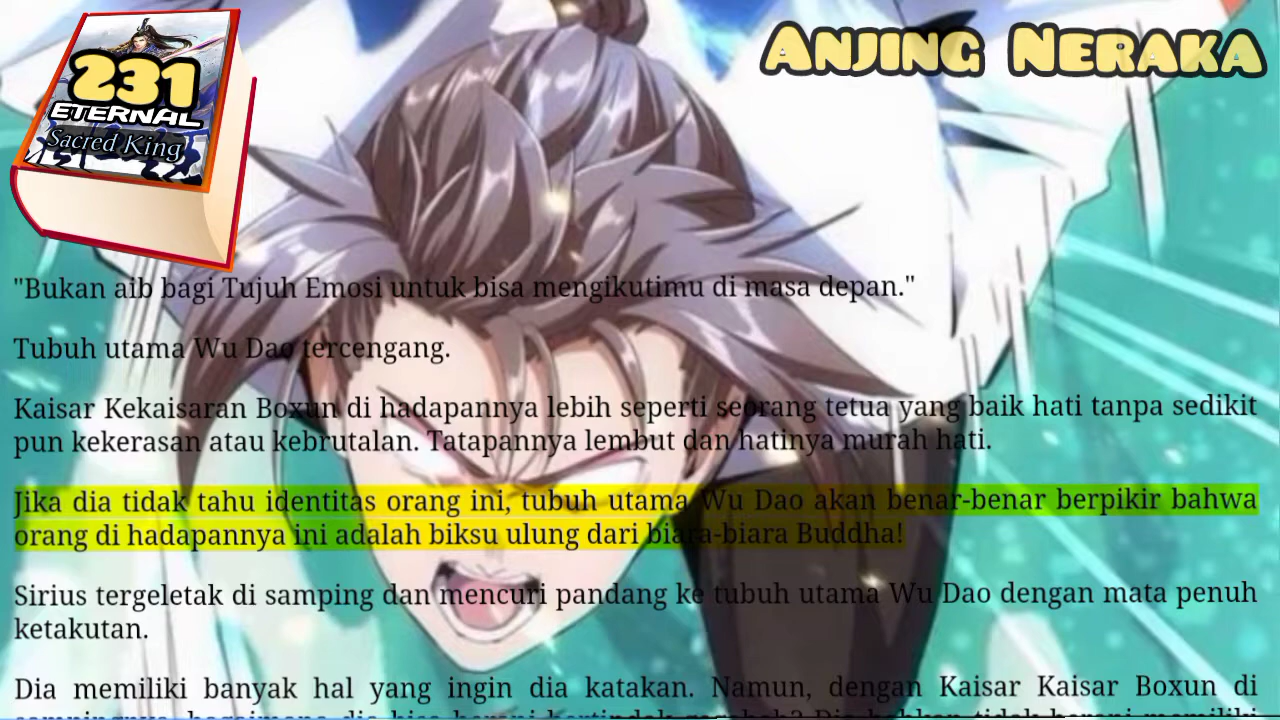 231
ETERNAL
Sacred King
ANJING NERAKA
"Bukan aib bagi Tujuh Emosi untuk bisa mengikutimu di masa depan."
Tubuh utama Wu Dao tercengang.
Kaisar Kekaisaran Boxun di hadapannya lebih seperti seorang tetua yang baik hati tanpa sedikit
pun kekerasan atau kebrutalan. Tatapannya lembut dan hatinya murah hati.
Jika dia tidak tahu identitas orang ini, tubuh utama Wu Dao akan benar-benar berpikir bahwa
orang di hadapannya ini adalah biksu ulung dari biara-biara Buddha!
Sirius tergeletak di samping dan mencuri pandang ke tubuh utama Wu Dao dengan mata penuh
ketakutan.
Dia memiliki banyak hal yang ingin dia katakan. Namun, dengan Kaisar Kaisar Boxun di